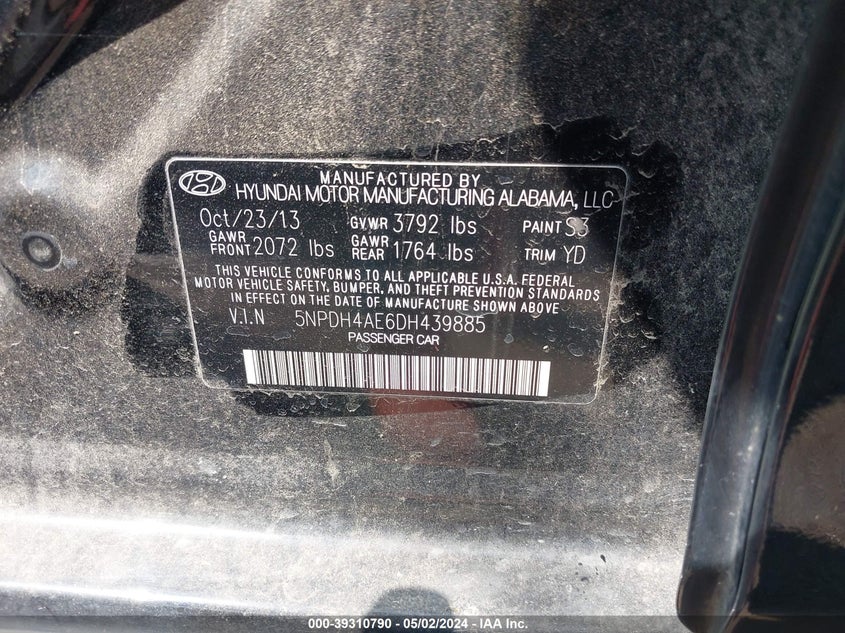 MANUFACTURED BY
HYUNDAI MOTOR MANUFACTURING ALABAMA, LLC
Oct/23/13 GVWR 3792 lbs PAINT S3
GAWR FRONT 2072 lbs GAWR REAR 1764 lbs TRIM YD
THIS VEHICLE CONFORMS TO ALL APPLICABLE U.S.A. FEDERAL
MOTOR VEHICLE SAFETY, BUMPER, AND THEFT PREVENTION STANDARDS
IN EFFECT ON THE DATE OF MANUFACTURE SHOWN ABOVE
V.I.N 5NPDH4AE6DH439885
PASSENGER CAR
000-39310790 - 05/02/2024 - IAA Inc.